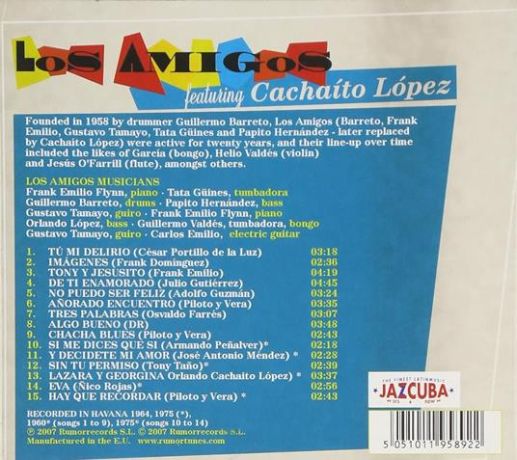 LOS AMIGOS
featuring Cachaíto López
Founded in 1958 by drummer Guillermo Barreto, Los Amigos (Barreto, Frank
Emilio, Gustavo Tamayo, Tata Güines and Papito Hernández - later replaced
by Cachaíto López) were active for twenty years, and their line-up over time
included the likes of García (bongo), Helio Valdés (violin)
and Jesús O'Farrill (flute), amongst others.
LOS AMIGOS MUSICIANS
Frank Emilio Flynn, piano - Tata Güines, tumbadora
Guillermo Barreto, drums - Papito Hernández, bass
Gustavo Tamayo, guiro - Frank Emilio Flynn, piano
Orlando López, bass - Guillermo Valdés, tumbadora, bongo
Gustavo Tamayo, guiro - Carlos Emilio, electric guitar
1. TÚ MI DELIRIO (César Portillo de la Luz) 03:18
2. IMÁGENES (Frank Domínguez) 02:36
3. TONY Y JESUSITO (Frank Emilio) 04:19
4. DE TI ENAMORADO (Julio Gutiérrez) 04:45
5. NO PUEDO SER FELIZ (Adolfo Guzmán) 03:24
6. AÑORADO ENCUENTRO (Piloto y Vera) 03:35
7. TRES PALABRAS (Osvaldo Farrés) 03:07
8. ALGO BUENO (DR) 03:48
9. CHACHA BLUES (Piloto y Vera) 02:43
10. SI ME DICES QUE SI (Armando Peñalver)* 02:18
11. Y DECIDETE MI AMOR (José Antonio Méndez) * 02:28
12. SIN TU PERMISO (Tony Taño)* 02:39
13. LAZARA Y GEORGINA Orlando Cachaito López) * 03:37
14. EVA (Ñico Rojas)* 02:56
15. HAY QUE RECORDAR (Piloto y Vera) * 02:43
RECORDED IN HAVANA 1964, 1975 (*),
1960* (songs 1 to 9), 1975* (songs 10 to 14)
℗ 2007 Rumorrecords S.L. © 2007 Rumorrecords S.L.
Manufactured in the E.U. www.rumortunes.com
THE FINEST LATIN MUSIC
JAZCUBA
5 051011 958922